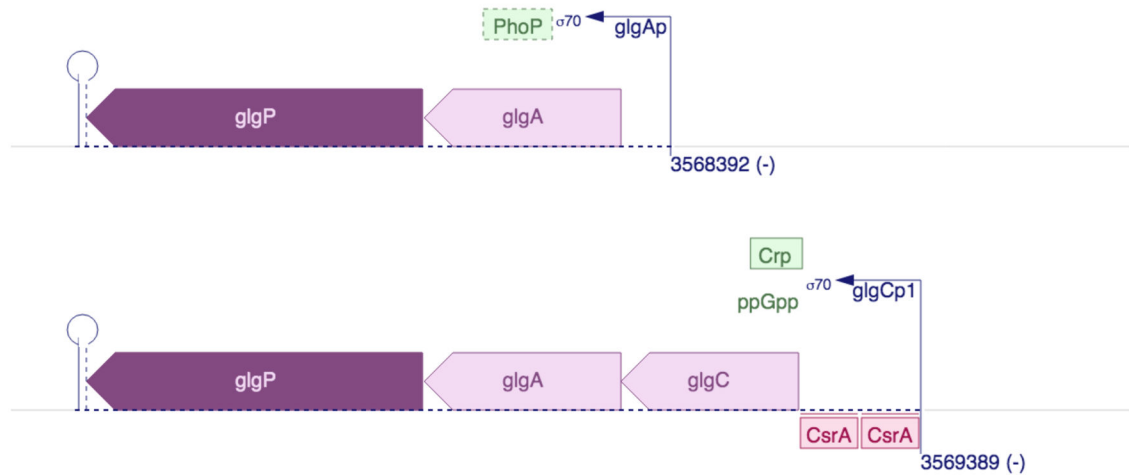 PhoP σ70 glgAp
glgP glgA
3568392 (-)
Crp
ppGpp σ70 glgCp1
glgP glgA glgC
CsrA CsrA
3569389 (-)